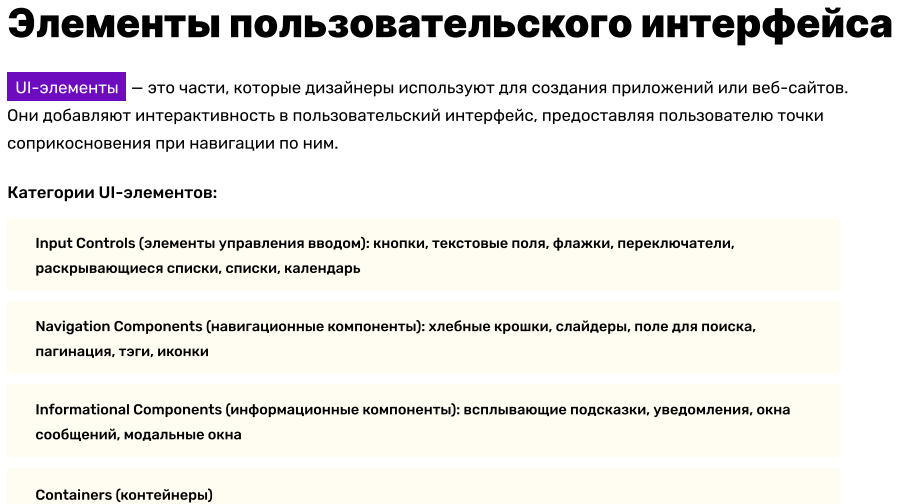 Элементы пользовательского интерфейса
UI-элементы — это части, которые дизайнеры используют для создания приложений или веб-сайтов.
Они добавляют интерактивность в пользовательский интерфейс, предоставляя пользователю точки
соприкосновения при навигации по ним.
Категории UI-элементов:
Input Controls (элементы управления вводом): кнопки, текстовые поля, флажки, переключатели,
раскрывающиеся списки, списки, календарь
Navigation Components (навигационные компоненты): хлебные крошки, слайдеры, поле для поиска,
пагинация, тэги, иконки
Informational Components (информационные компоненты): всплывающие подсказки, уведомления, окна
сообщений, модальные окна
Containers (контейнеры)